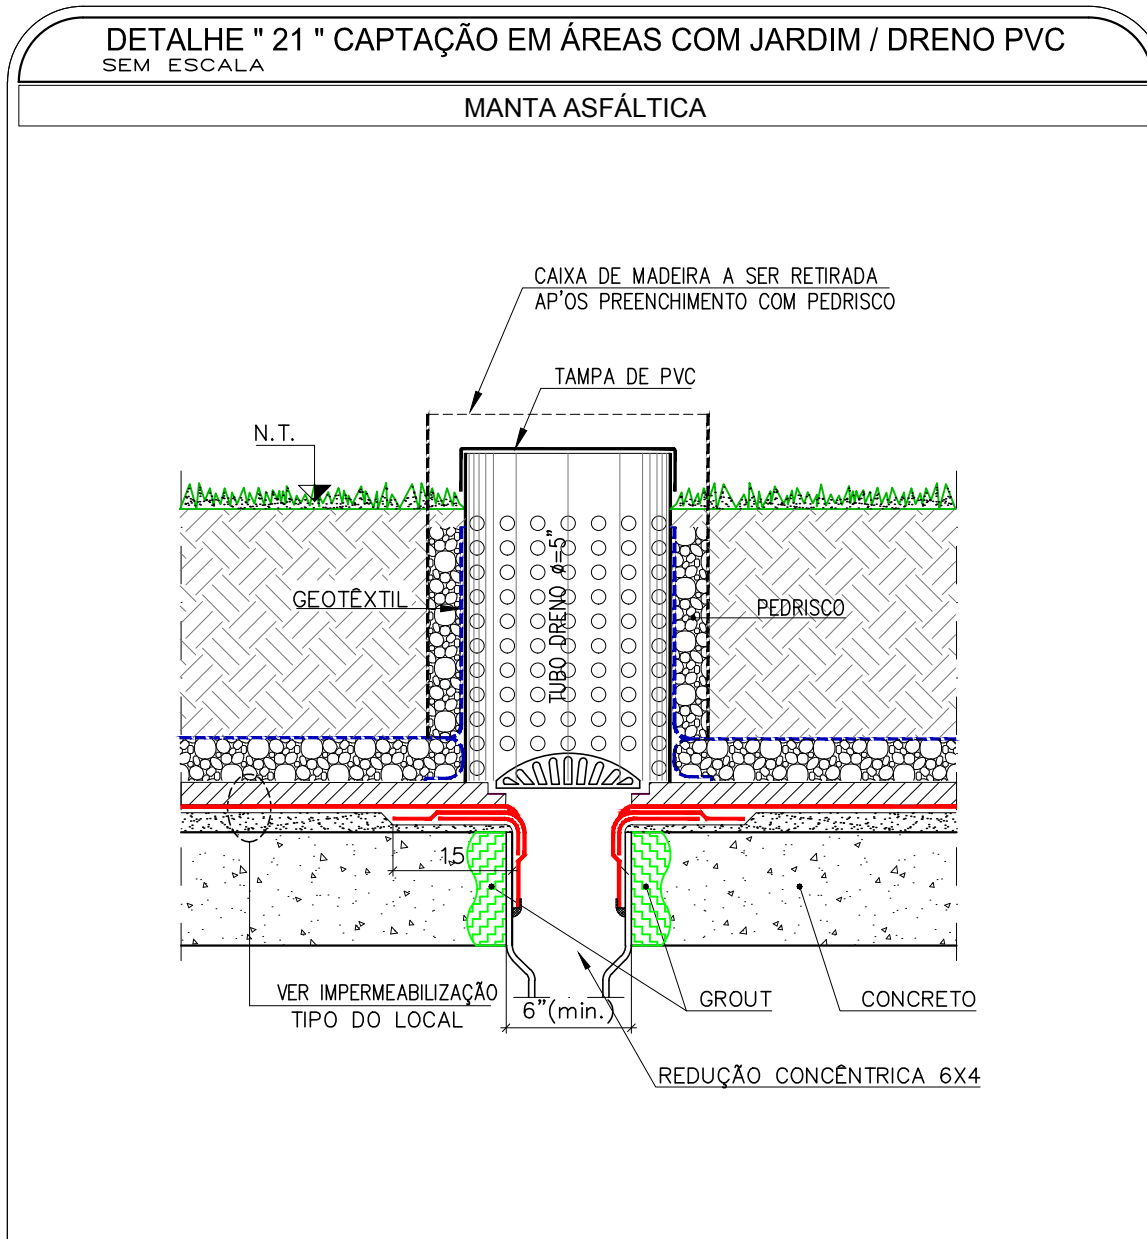 DETALHE " 21 " CAPTAÇÃO EM ÁREAS COM JARDIM / DRENO PVC
SEM ESCALA
MANTA ASFÁLTICA
CAIXA DE MADEIRA A SER RETIRADA
AP'OS PREENCHIMENTO COM PEDRISCO
TAMPA DE PVC
N.T.
GEOTÊXTIL
TUBO DRENO ø=5"
PEDRISCO
15
VER IMPERMEABILIZAÇÃO
TIPO DO LOCAL
6"(min.)
GROUT
CONCRETO
REDUÇÃO CONCÊNTRICA 6X4